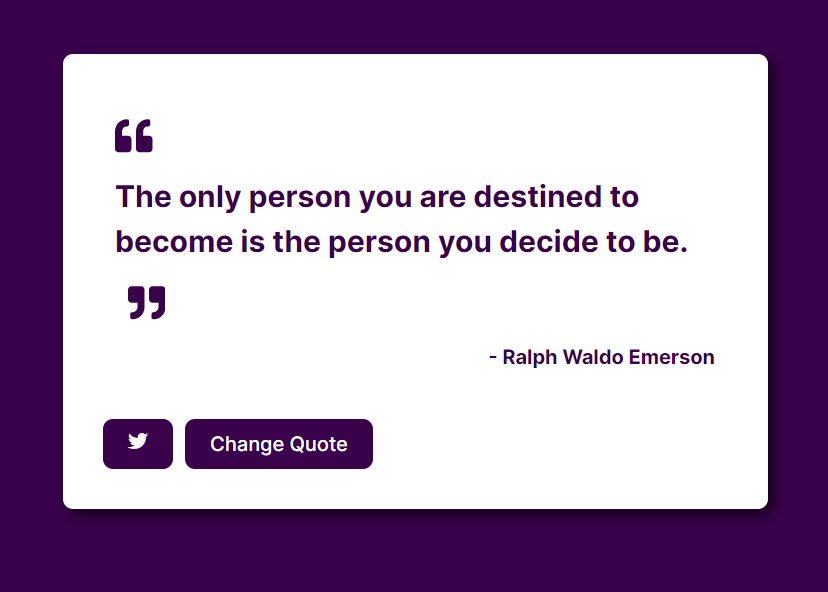 “
The only person you are destined to
become is the person you decide to be.
”
- Ralph Waldo Emerson
Change Quote